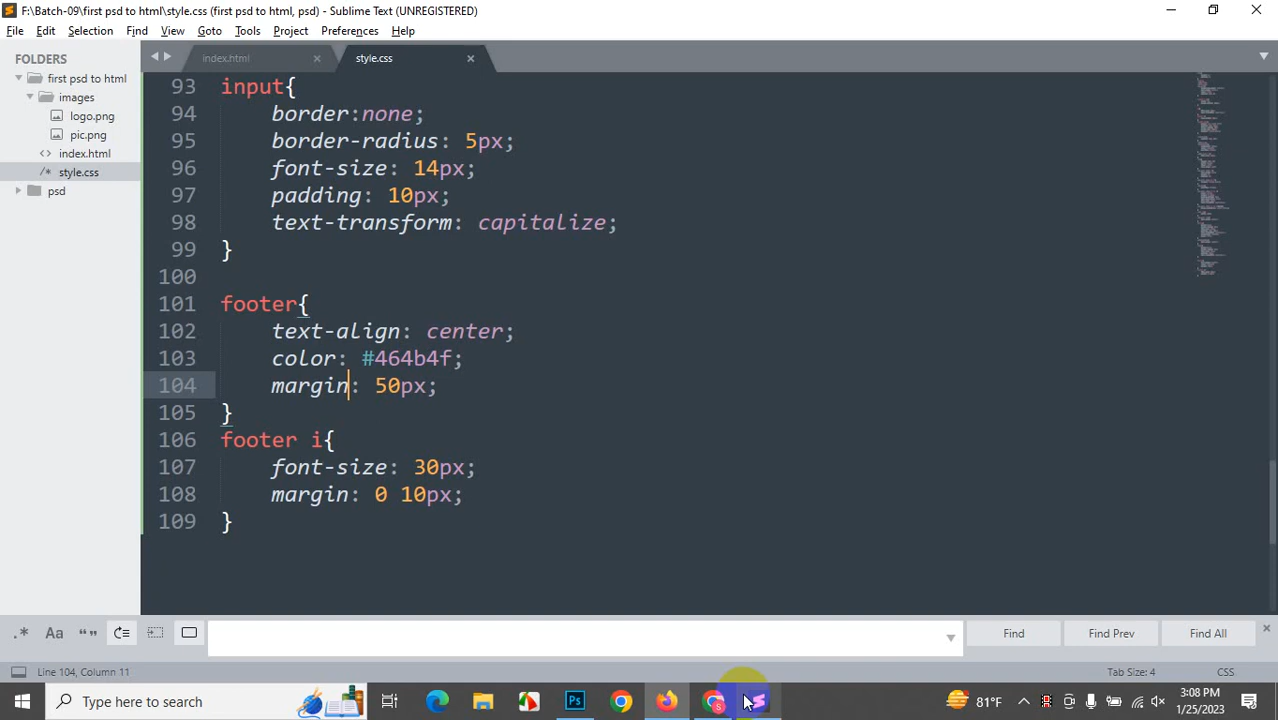 F:\Batch-09\first psd to html\style.css (first psd to html, psd) - Sublime Text (UNREGISTERED)
File Edit Selection Find View Goto Tools Project Preferences Help
FOLDERS
first psd to html
images
logo.png
pic.png
index.html
style.css
psd
index.html
style.css
93 input{
94 border:none;
95 border-radius: 5px;
96 font-size: 14px;
97 padding: 10px;
98 text-transform: capitalize;
99 }
100
101 footer{
102 text-align: center;
103 color: #464b4f;
104 margin: 50px;
105 }
106 footer i{
107 font-size: 30px;
108 margin: 0 10px;
109 }
Find Find Prev Find All
Line 104, Column 11
Tab Size: 4 CSS
Type here to search
81°F
3:08 PM
1/25/2023